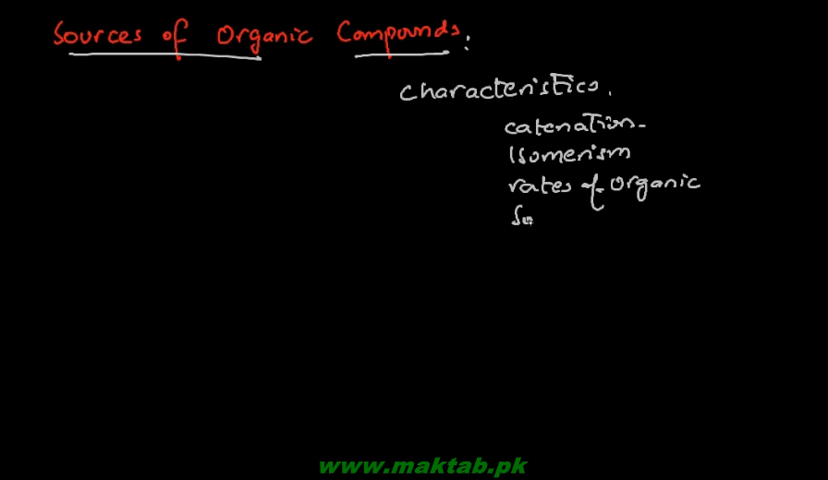 Sources of Organic Compounds:
Characteristics.
catenation-
Isomerism
rates of organic
www.maktab.pk